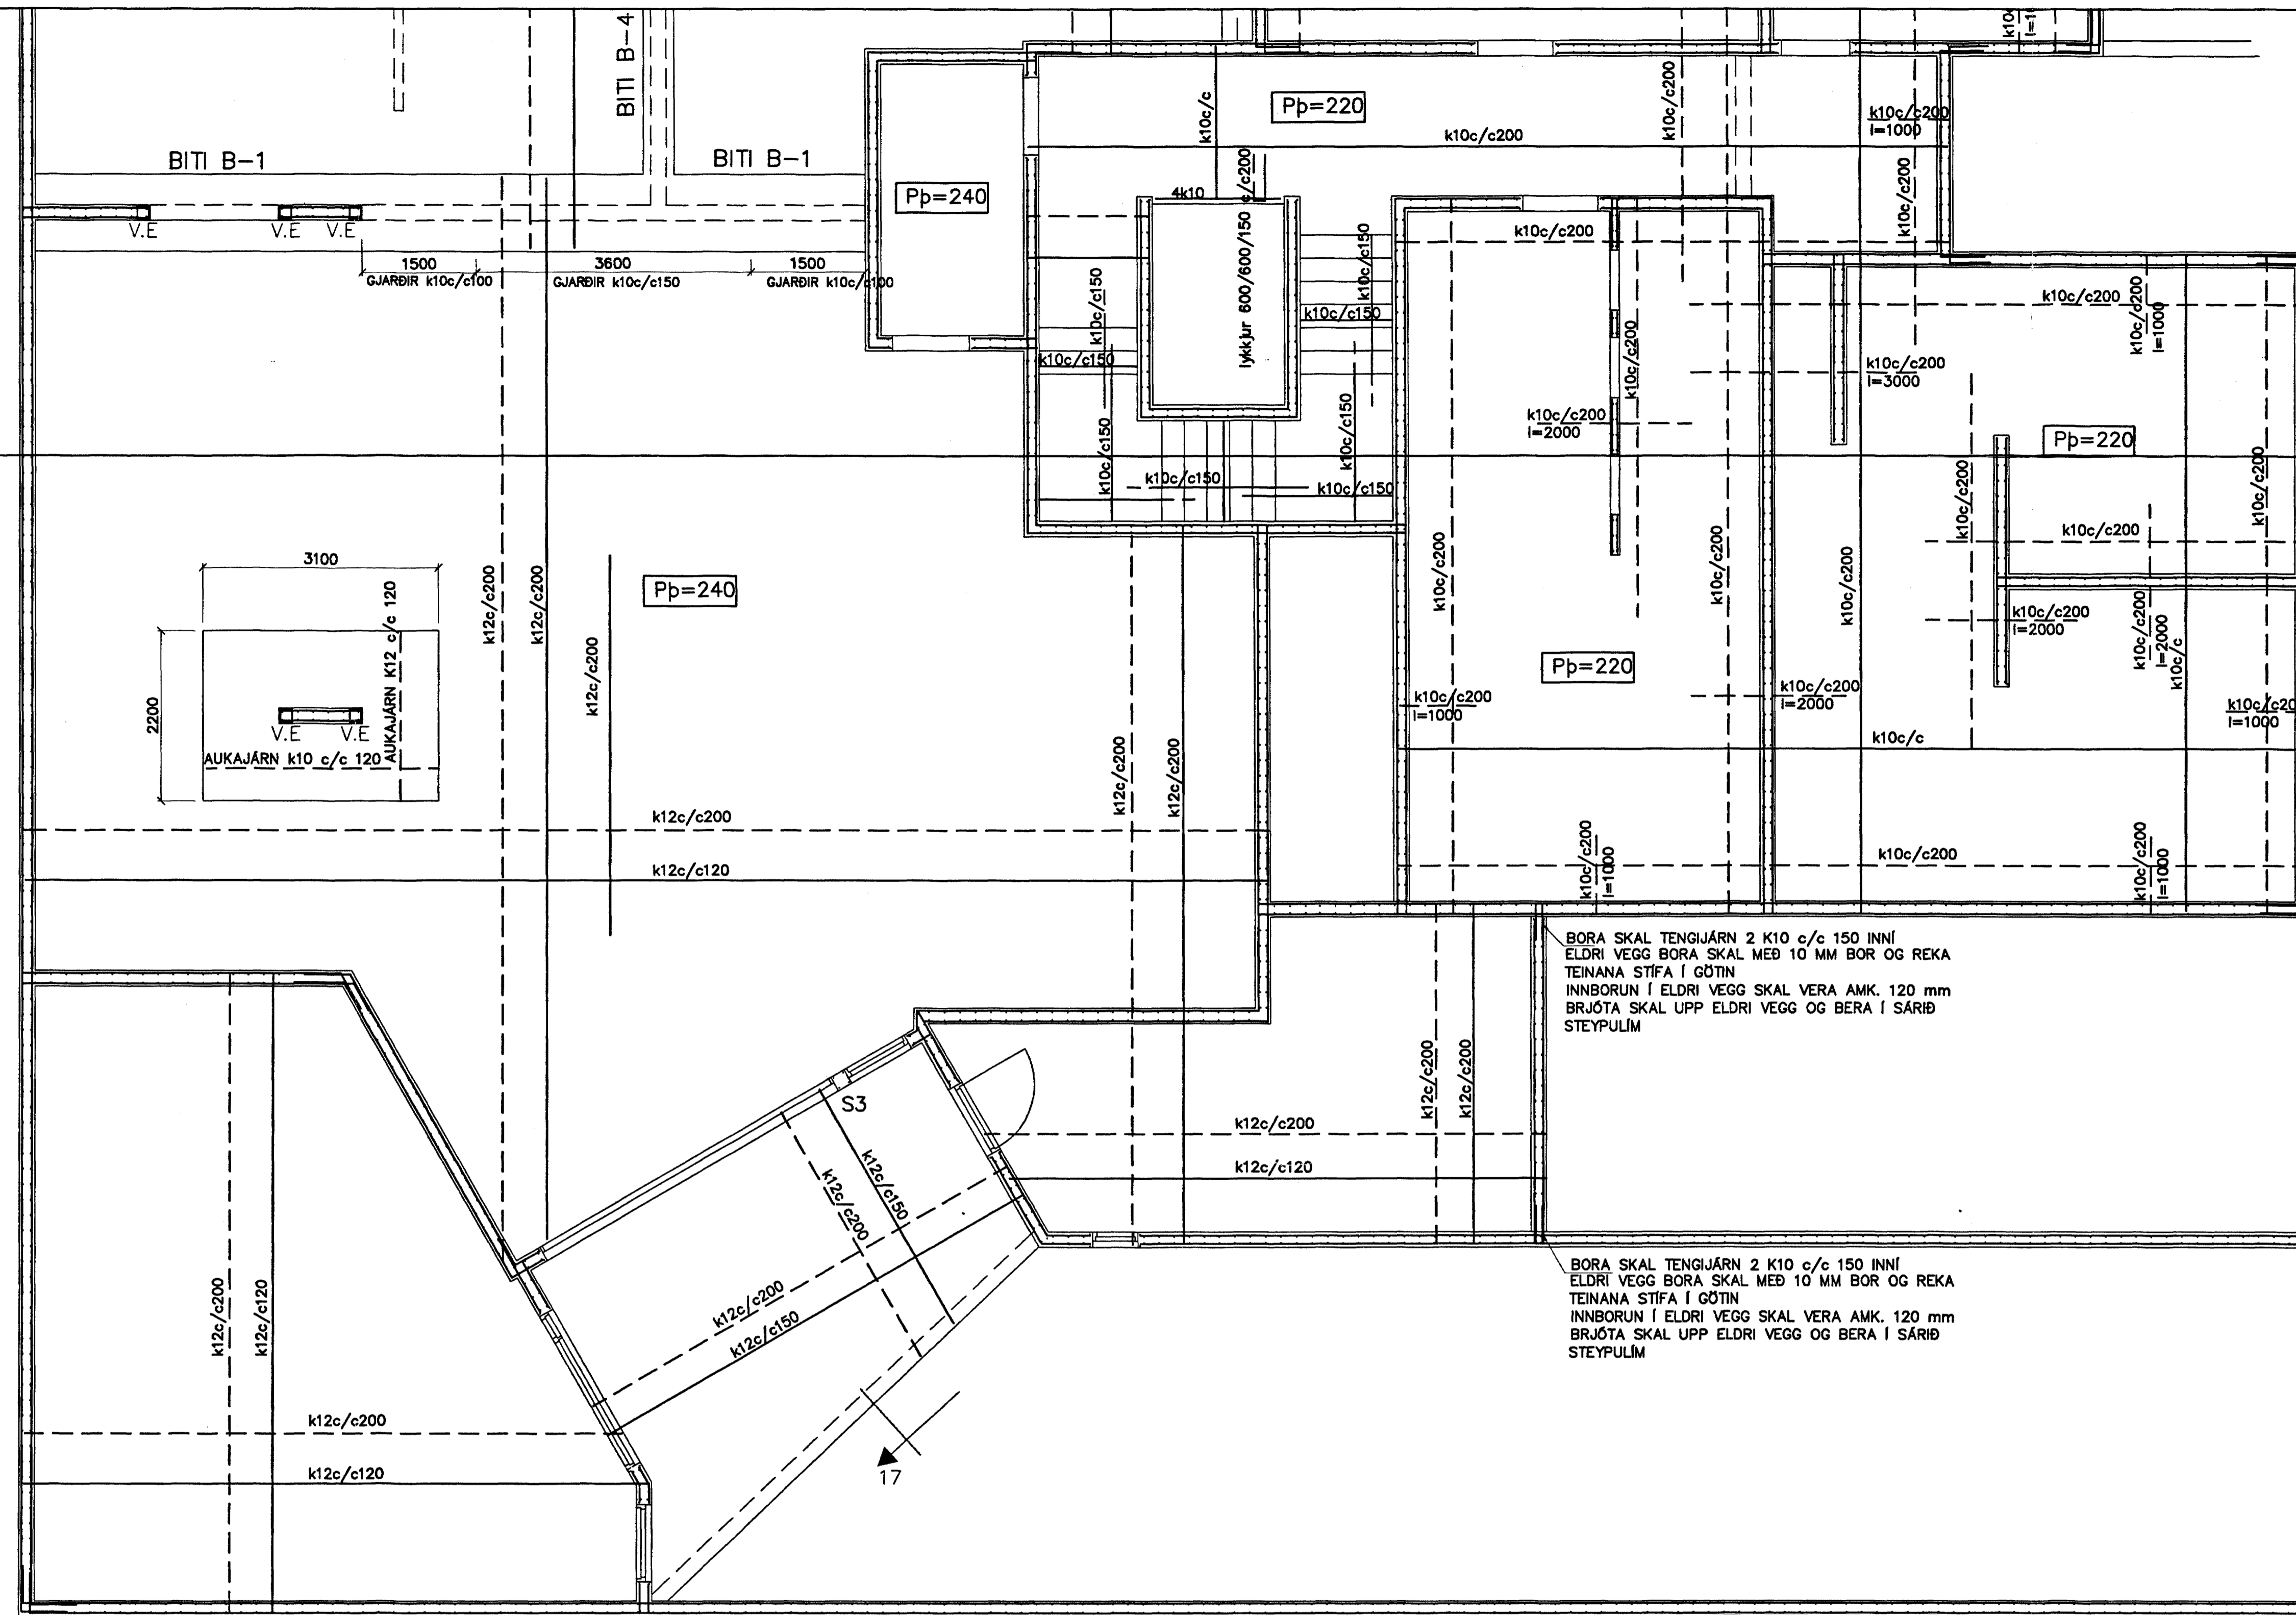 BITI B-4
k10c/c200
l=1
BITI B-1
BITI B-1
Pþ=240
k10c/c
Pþ=220
k10c/c200
k10c/c200
k10c/c200
l=1000
k10c/c200
V.E
V.E
V.E
4k10
lykkjur 600/600/150 c/c200
1500
3600
1500
GJARÐIR k10c/c100
GJARÐIR k10c/c150
GJARÐIR k10c/c100
k10c/c150
k10c/c150
k10c/c150
k10c/c150
k10c/c150
k10c/c150
k10c/c150
k10c/c150
k10c/c200
k10c/c200
k10c/c200
l=2000
k10c/c200
k10c/c200
l=1000
k10c/c200
l=3000
Pþ=220
k10c/c200
k10c/c200
k10c/c200
k10c/c200
k10c/c200
l=2000
k10c/c200
l=2000
k10c/c
3100
2200
AUKAJÁRN K12 c/c 120
V.E
V.E
AUKAJÁRN k10 c/c 120
k12c/c200
k12c/c200
k12c/c200
Pþ=240
k12c/c200
k12c/c200
k10c/c200
k10c/c200
Pþ=220
k10c/c200
l=1000
k10c/c200
l=2000
k10c/c20
l=1000
k10c/c
k12c/c200
k12c/c120
k10c/c200
l=1000
k10c/c200
k10c/c200
l=1000
BORA SKAL TENGIJÁRN 2 K10 c/c 150 INNÍ
ELDRI VEGG BORA SKAL MEÐ 10 MM BOR OG REKA
TEINANA STÍFA Í GÖTIN
INNBORUN Í ELDRI VEGG SKAL VERA AMK. 120 mm
BRJÓTA SKAL UPP ELDRI VEGG OG BERA Í SÁRIÐ
STEYPULÍM
S3
k12c/c200
k12c/c200
k12c/c200
k12c/c120
k12c/c150
k12c/c200
k12c/c200
k12c/c150
k12c/c200
k12c/c120
BORA SKAL TENGIJÁRN 2 K10 c/c 150 INNÍ
ELDRI VEGG BORA SKAL MEÐ 10 MM BOR OG REKA
TEINANA STÍFA Í GÖTIN
INNBORUN Í ELDRI VEGG SKAL VERA AMK. 120 mm
BRJÓTA SKAL UPP ELDRI VEGG OG BERA Í SÁRIÐ
STEYPULÍM
k12c/c200
k12c/c120
17